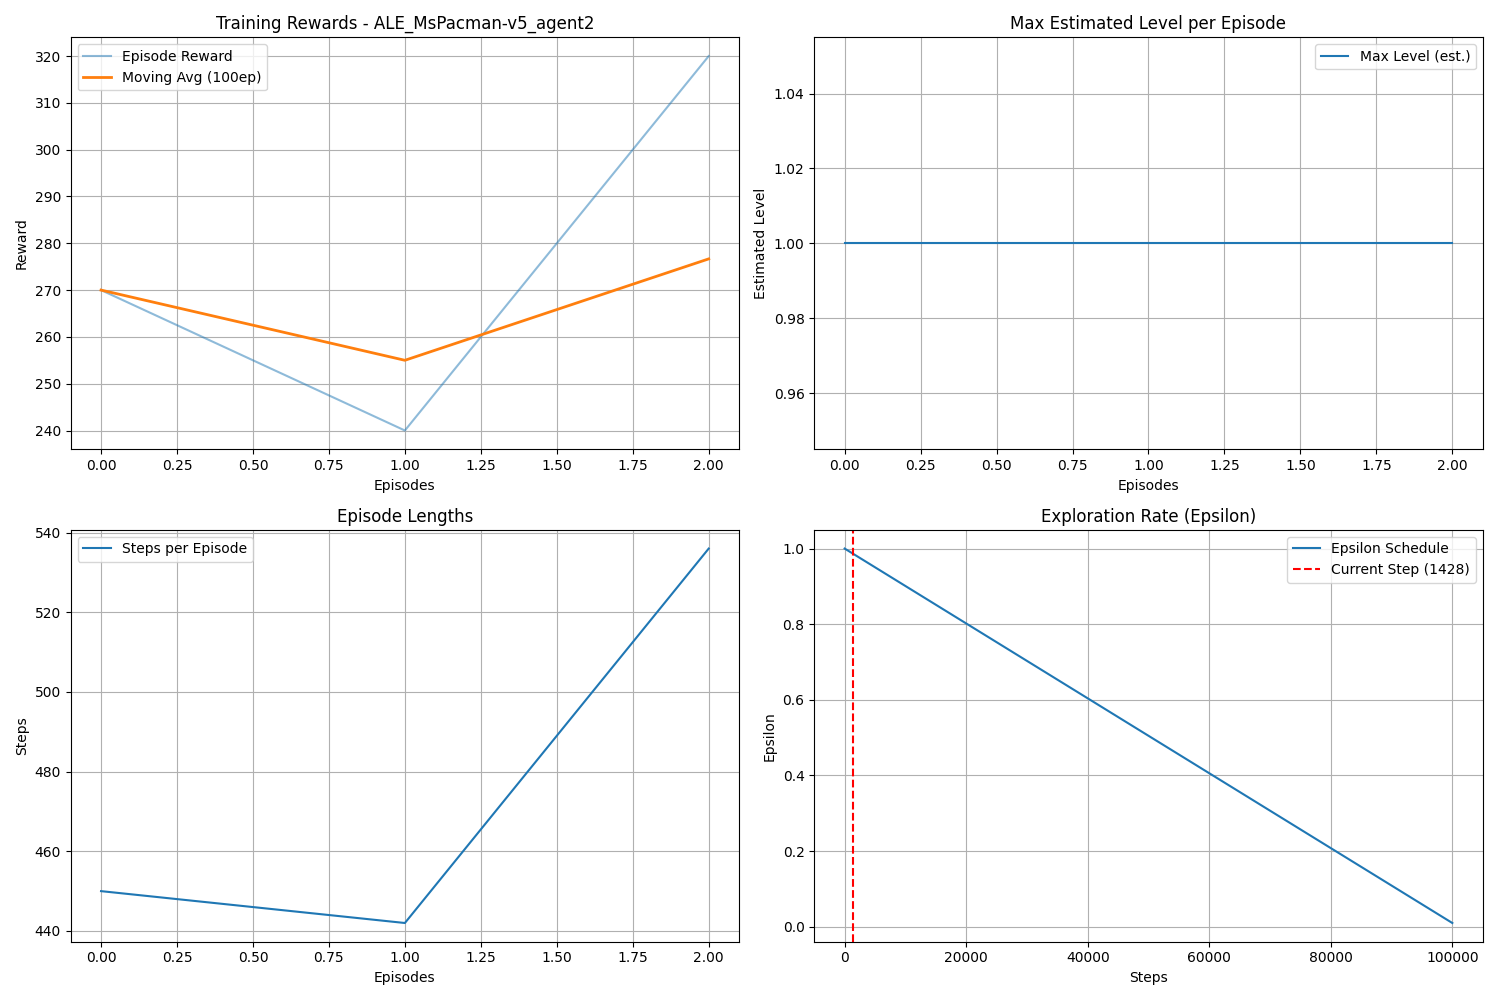 Training Rewards - ALE_MsPacman-v5_agent2
Episode Reward
Moving Avg (100ep)
320
310
300
290
280
270
260
250
240
Reward
0.00 0.25 0.50 0.75 1.00 1.25 1.50 1.75 2.00
Episodes
Max Estimated Level per Episode
Max Level (est.)
1.04
1.02
1.00
0.98
0.96
Estimated Level
0.00 0.25 0.50 0.75 1.00 1.25 1.50 1.75 2.00
Episodes
Episode Lengths
Steps per Episode
540
520
500
480
460
440
Steps
0.00 0.25 0.50 0.75 1.00 1.25 1.50 1.75 2.00
Episodes
Exploration Rate (Epsilon)
Epsilon Schedule
Current Step (1428)
1.0
0.8
0.6
0.4
0.2
0.0
Epsilon
0 20000 40000 60000 80000 100000
Steps